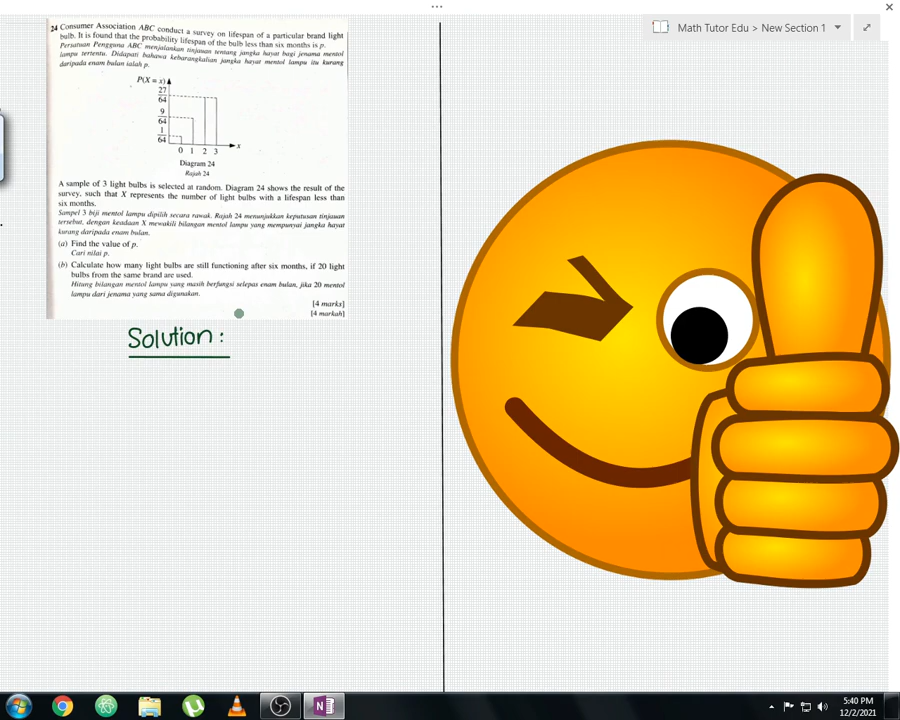 Math Tutor Edu > New Section 1
24 Consumer Association ABC conduct a survey on lifespan of a particular brand light
bulb. It is found that the probability lifespan of the bulb less than six months is p.
Persatuan Pengguna ABC menjalankan tinjauan tentang jangka hayat bagi jenama mentol
lampu tertentu. Didapati bahawa kebarangkalian jangka hayat mentol lampu itu kurang
daripada enam bulan ialah p.
P(X = x)
27
64
9
64
1
64
0 1 2 3 x
Diagram 24
Rajah 24
A sample of 3 light bulbs is selected at random. Diagram 24 shows the result of the
survey, such that X represents the number of light bulbs with a lifespan less than
six months.
Sampel 3 biji mentol lampu dipilih secara rawak. Rajah 24 menunjukkan keputusan tinjauan
tersebut, dengan keadaan X mewakili bilangan mentol lampu yang mempunyai jangka hayat
kurang daripada enam bulan.
(a) Find the value of p.
Cari nilai p.
(b) Calculate how many light bulbs are still functioning after six months, if 20 light
bulbs from the same brand are used.
Hitung bilangan mentol lampu yang masih berfungsi selepas enam bulan, jika 20 mentol
lampu dari jenama yang sama digunakan.
[4 marks]
[4 markah]
Solution :
5:40 PM
12/2/2021